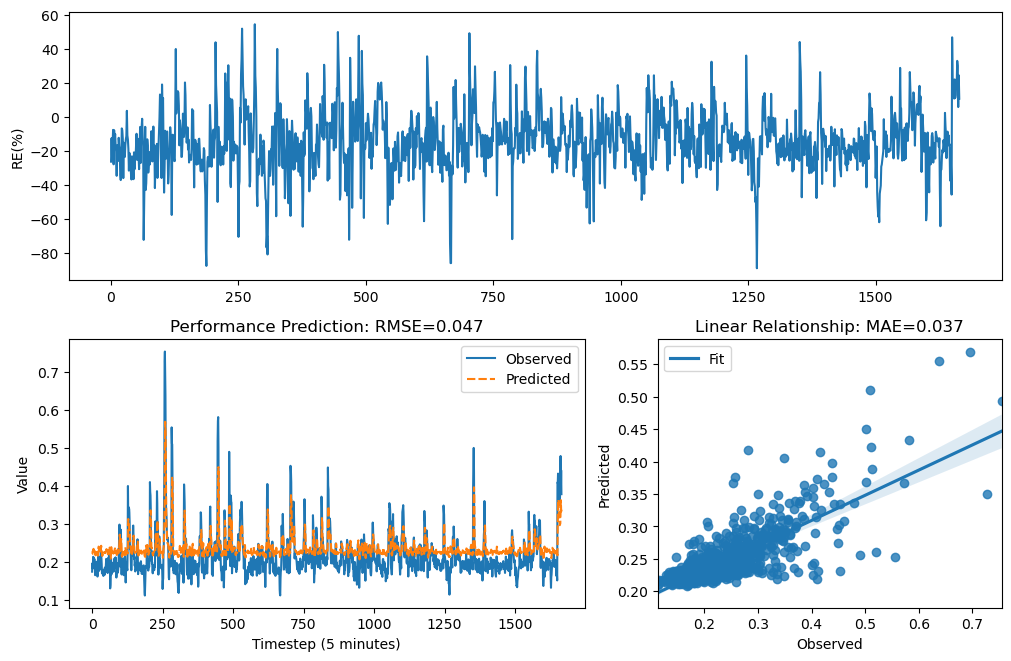 60
40
20
0
−20
−40
−60
−80
RE(%)
0 250 500 750 1000 1250 1500
Performance Prediction: RMSE=0.047
0.7
0.6
0.5
0.4
0.3
0.2
0.1
Value
Observed
Predicted
0 250 500 750 1000 1250 1500
Timestep (5 minutes)
Linear Relationship: MAE=0.037
Fit
0.55
0.50
0.45
0.40
0.35
0.30
0.25
0.20
Predicted
0.2 0.3 0.4 0.5 0.6 0.7
Observed